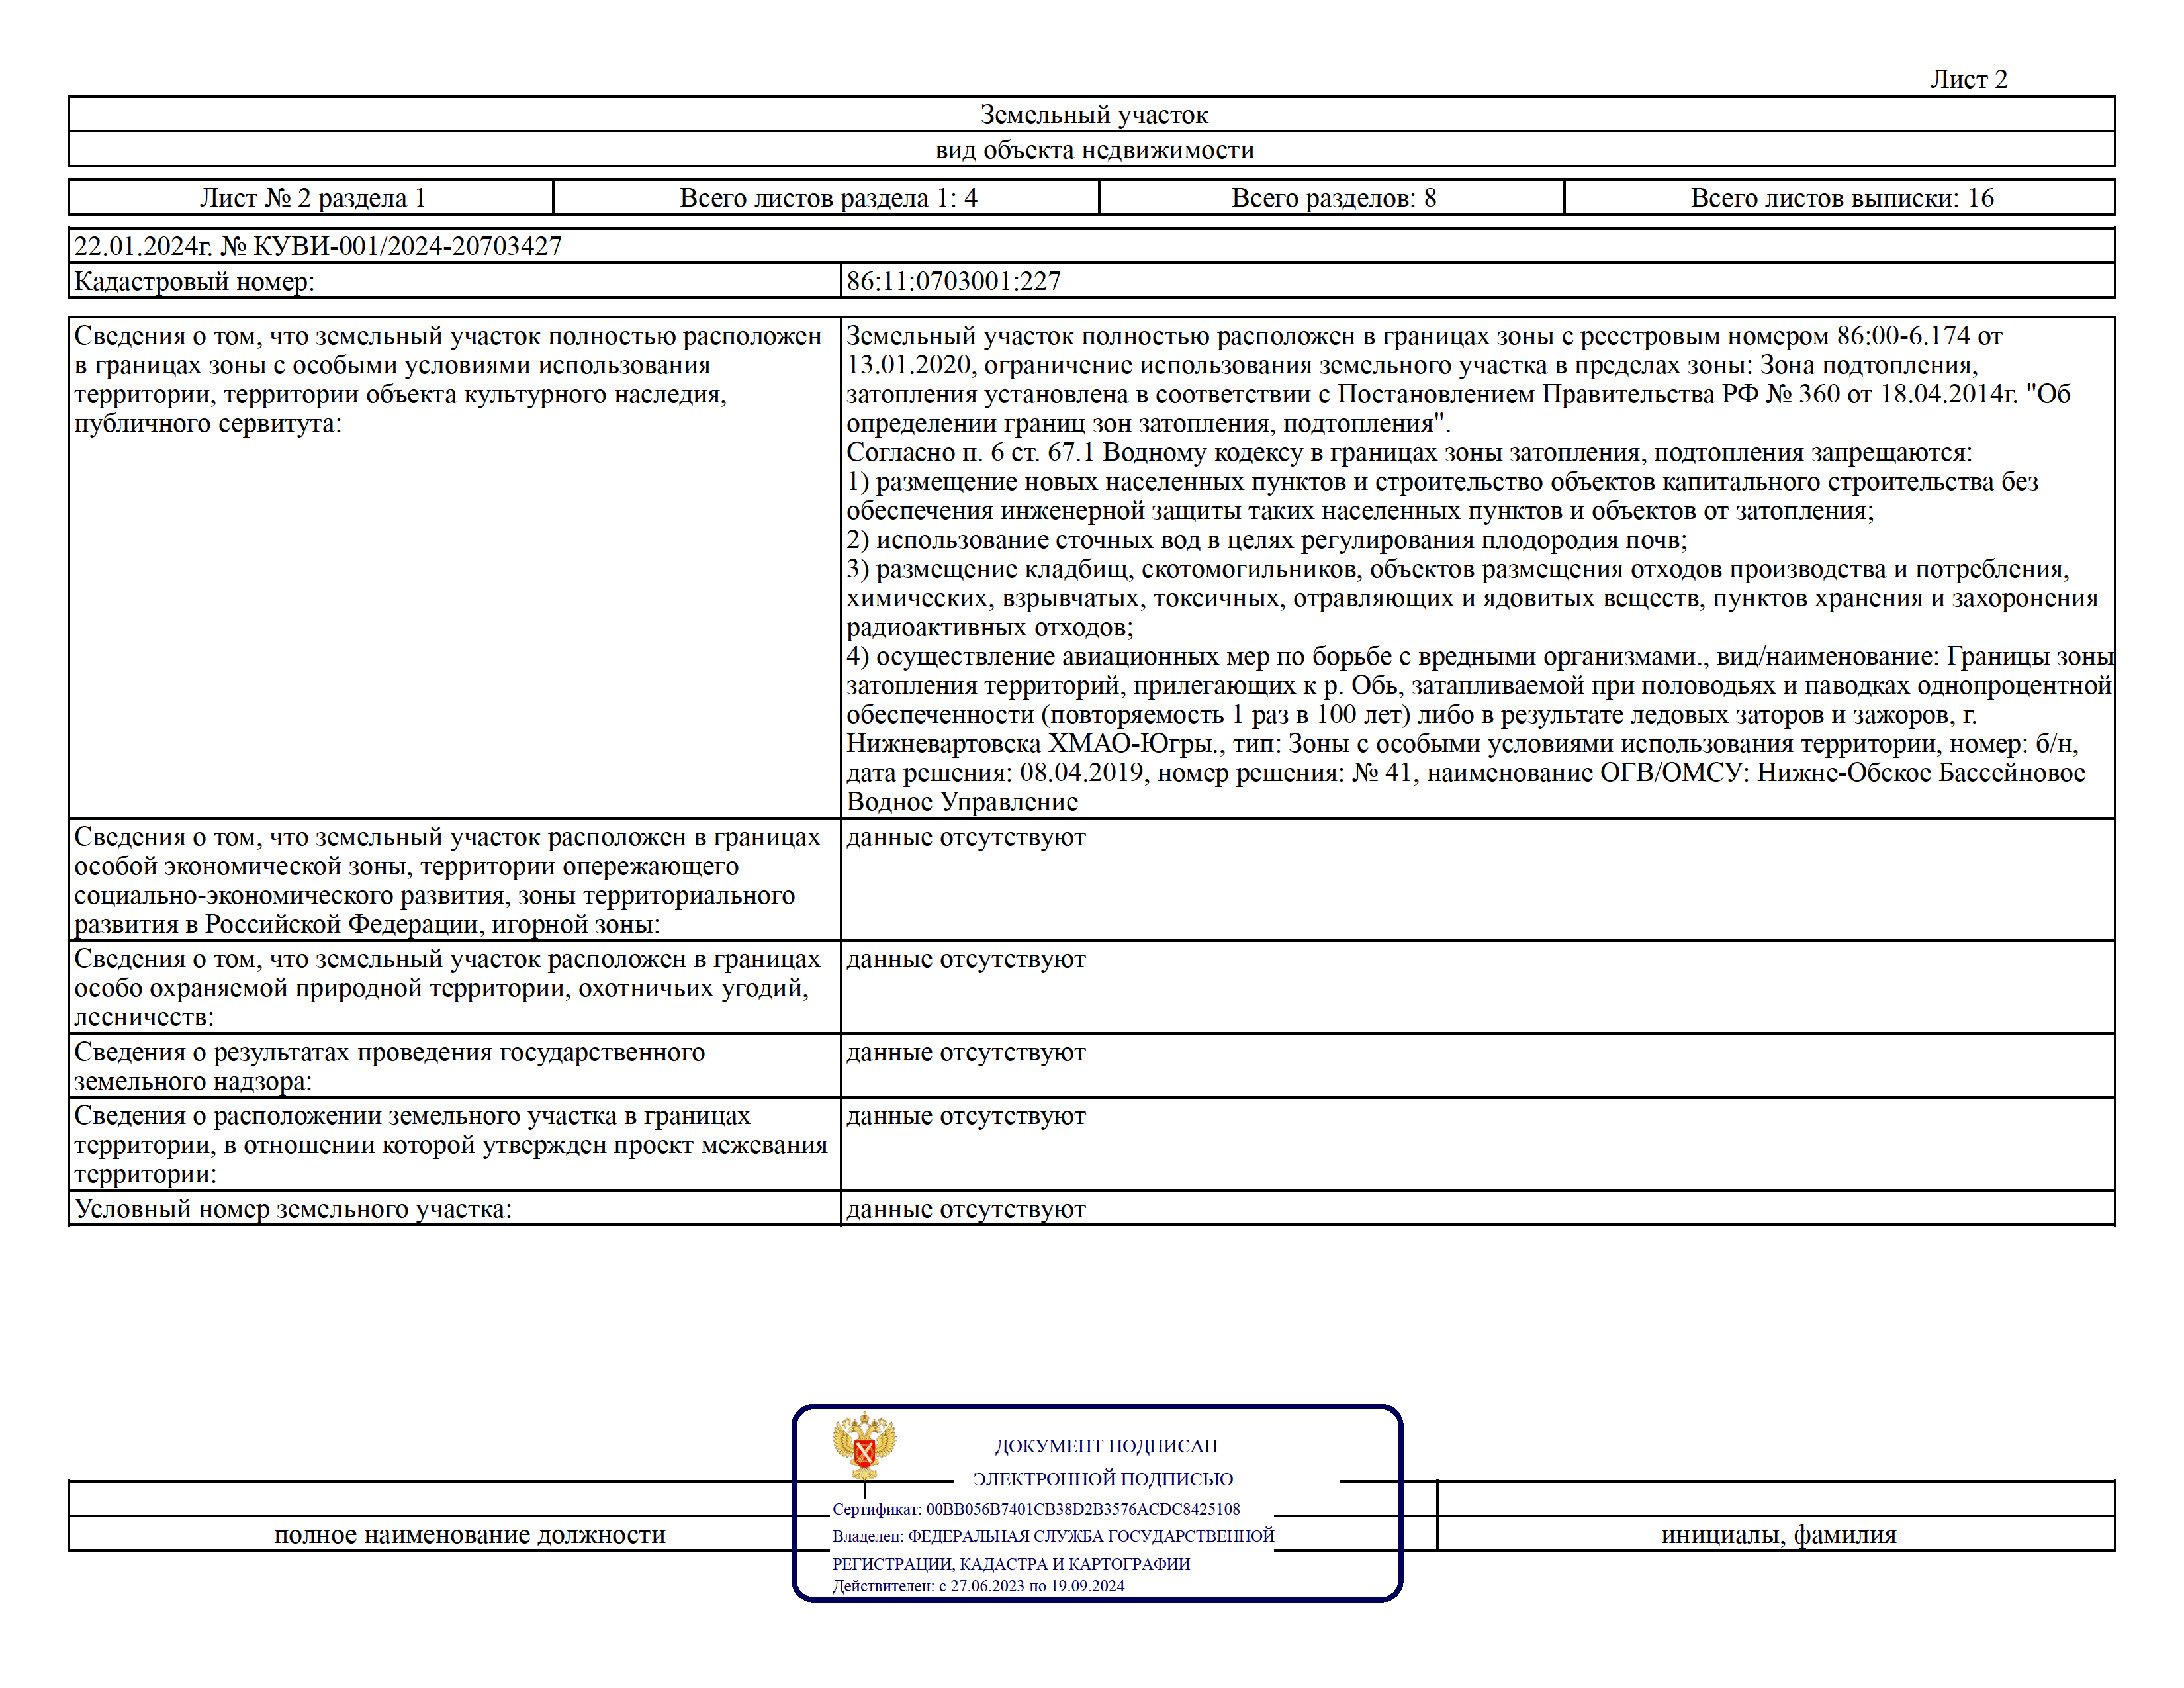 Лист 2
Земельный участок
вид объекта недвижимости
Лист № 2 раздела 1
Всего листов раздела 1: 4
Всего разделов: 8
Всего листов выписки: 16
22.01.2024г. № КУВИ-001/2024-20703427
Кадастровый номер:
86:11:0703001:227
Сведения о том, что земельный участок полностью расположен
в границах зоны с особыми условиями использования
территории, территории объекта культурного наследия,
публичного сервитута:
Земельный участок полностью расположен в границах зоны с реестровым номером 86:00-6.174 от
13.01.2020, ограничение использования земельного участка в пределах зоны: Зона подтопления,
затопления установлена в соответствии с Постановлением Правительства РФ № 360 от 18.04.2014г. "Об
определении границ зон затопления, подтопления".
Согласно п. 6 ст. 67.1 Водному кодексу в границах зоны затопления, подтопления запрещаются:
1) размещение новых населенных пунктов и строительство объектов капитального строительства без
обеспечения инженерной защиты таких населенных пунктов и объектов от затопления;
2) использование сточных вод в целях регулирования плодородия почв;
3) размещение кладбищ, скотомогильников, объектов размещения отходов производства и потребления,
химических, взрывчатых, токсичных, отравляющих и ядовитых веществ, пунктов хранения и захоронения
радиоактивных отходов;
4) осуществление авиационных мер по борьбе с вредными организмами., вид/наименование: Границы зоны
затопления территорий, прилегающих к р. Обь, затапливаемой при половодьях и паводках однопроцентной
обеспеченности (повторяемость 1 раз в 100 лет) либо в результате ледовых заторов и зажоров, г.
Нижневартовска ХМАО-Югры., тип: Зоны с особыми условиями использования территории, номер: б/н,
дата решения: 08.04.2019, номер решения: № 41, наименование ОГВ/ОМСУ: Нижне-Обское Бассейновое
Водное Управление
Сведения о том, что земельный участок расположен в границах
особой экономической зоны, территории опережающего
социально-экономического развития, зоны территориального
развития в Российской Федерации, игорной зоны:
данные отсутствуют
Сведения о том, что земельный участок расположен в границах
особо охраняемой природной территории, охотничьих угодий,
лесничеств:
данные отсутствуют
Сведения о результатах проведения государственного
земельного надзора:
данные отсутствуют
Сведения о расположении земельного участка в границах
территории, в отношении которой утвержден проект межевания
территории:
данные отсутствуют
Условный номер земельного участка:
данные отсутствуют
ДОКУМЕНТ ПОДПИСАН
ЭЛЕКТРОННОЙ ПОДПИСЬЮ
Сертификат: 00BB056B7401CB38D2B3576ACDC8425108
Владелец: ФЕДЕРАЛЬНАЯ СЛУЖБА ГОСУДАРСТВЕННОЙ
РЕГИСТРАЦИИ, КАДАСТРА И КАРТОГРАФИИ
Действителен: с 27.06.2023 по 19.09.2024
полное наименование должности
инициалы, фамилия